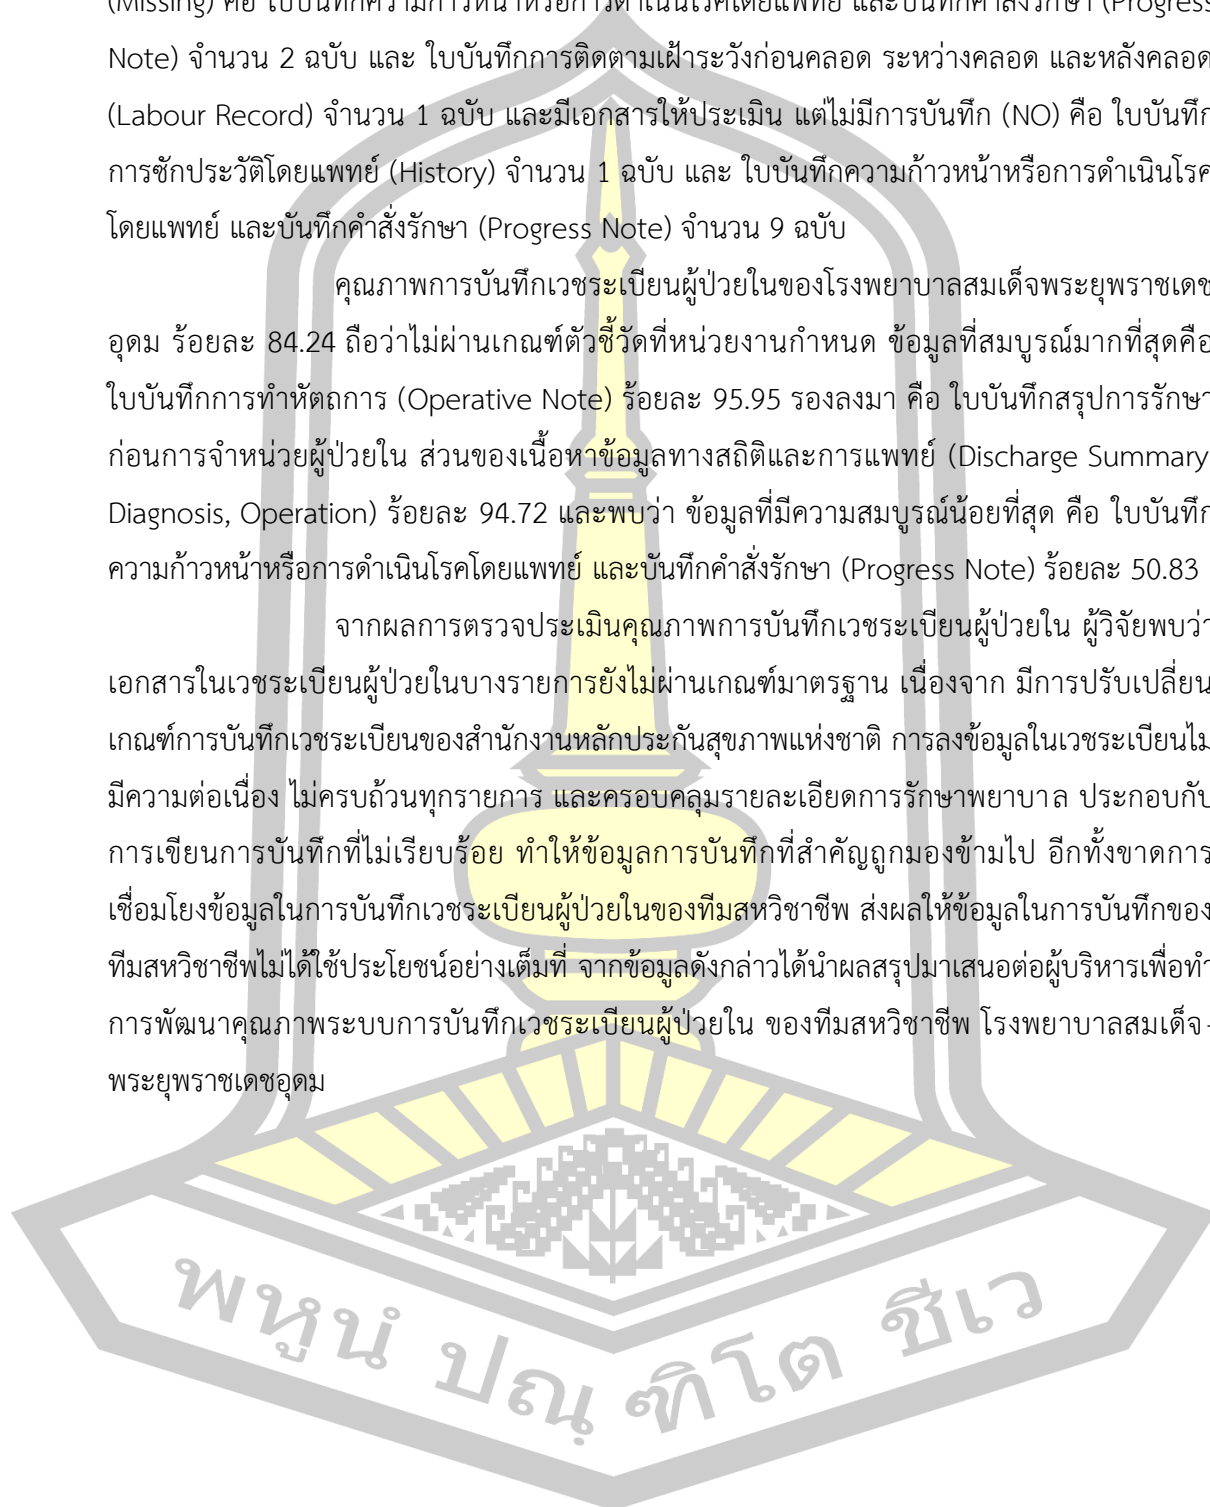 (Missing) คือ ใบบันทึกความก้าวหน้าหรือการดำเนินโรคโดยแพทย์ และบันทึกคำสั่งรักษา (Progress
Note) จำนวน 2 ฉบับ และ ใบบันทึกการติดตามเฝ้าระวังก่อนคลอด ระหว่างคลอด และหลังคลอด
(Labour Record) จำนวน 1 ฉบับ และมีเอกสารให้ประเมิน แต่ไม่มีการบันทึก (NO) คือ ใบบันทึก
การซักประวัติโดยแพทย์ (History) จำนวน 1 ฉบับ และ ใบบันทึกความก้าวหน้าหรือการดำเนินโรค
โดยแพทย์ และบันทึกคำสั่งรักษา (Progress Note) จำนวน 9 ฉบับ
คุณภาพการบันทึกเวชระเบียนผู้ป่วยในของโรงพยาบาลสมเด็จพระยุพราชเดช
อุดม ร้อยละ 84.24 ถือว่าไม่ผ่านเกณฑ์ตัวชี้วัดที่หน่วยงานกำหนด ข้อมูลที่สมบูรณ์มากที่สุดคือ
ใบบันทึกการทำหัตถการ (Operative Note) ร้อยละ 95.95 รองลงมา คือ ใบบันทึกสรุปการรักษา
ก่อนการจำหน่วยผู้ป่วยใน ส่วนของเนื้อหาข้อมูลทางสถิติและการแพทย์ (Discharge Summary
Diagnosis, Operation) ร้อยละ 94.72 และพบว่า ข้อมูลที่มีความสมบูรณ์น้อยที่สุด คือ ใบบันทึก
ความก้าวหน้าหรือการดำเนินโรคโดยแพทย์ และบันทึกคำสั่งรักษา (Progress Note) ร้อยละ 50.83
จากผลการตรวจประเมินคุณภาพการบันทึกเวชระเบียนผู้ป่วยใน ผู้วิจัยพบว่า
เอกสารในเวชระเบียนผู้ป่วยในบางรายการยังไม่ผ่านเกณฑ์มาตรฐาน เนื่องจาก มีการปรับเปลี่ยน
เกณฑ์การบันทึกเวชระเบียนของสำนักงานหลักประกันสุขภาพแห่งชาติ การลงข้อมูลในเวชระเบียนไม่
มีความต่อเนื่อง ไม่ครบถ้วนทุกรายการ และครอบคลุมรายละเอียดการรักษาพยาบาล ประกอบกับ
การเขียนการบันทึกที่ไม่เรียบร้อย ทำให้ข้อมูลการบันทึกที่สำคัญถูกมองข้ามไป อีกทั้งขาดการ
เชื่อมโยงข้อมูลในการบันทึกเวชระเบียนผู้ป่วยในของทีมสหวิชาชีพ ส่งผลให้ข้อมูลในการบันทึกของ
ทีมสหวิชาชีพไม่ได้ใช้ประโยชน์อย่างเต็มที่ จากข้อมูลดังกล่าวได้นำผลสรุปมาเสนอต่อผู้บริหารเพื่อทำ
การพัฒนาคุณภาพระบบการบันทึกเวชระเบียนผู้ป่วยใน ของทีมสหวิชาชีพ โรงพยาบาลสมเด็จ-
พระยุพราชเดชอุดม
พหูนํ ปณฺฑิโต ชีเว